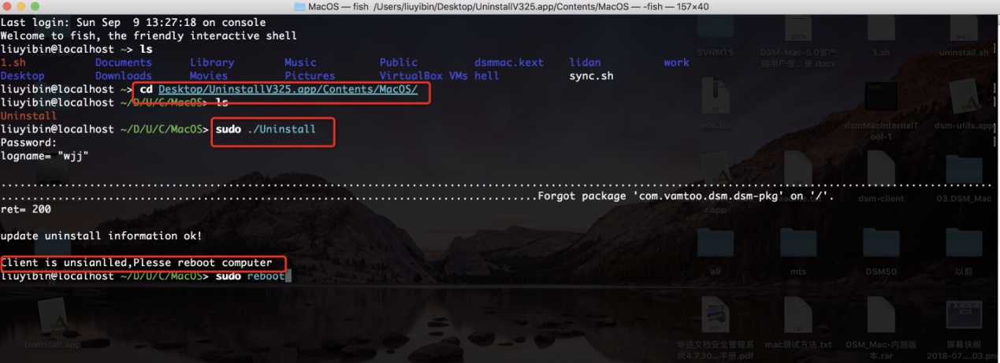 MacOS — fish /Users/liuyibin/Desktop/UninstallV325.app/Contents/MacOS — -fish — 157×40
Last login: Sun Sep  9 13:27:18 on console
Welcome to fish, the friendly interactive shell
liuyibin@localhost ~> ls
1.sh Documents Library Music Public dsmmac.kext lidan work
Desktop Downloads Movies Pictures VirtualBox VMs hell sync.sh
liuyibin@localhost ~> cd Desktop/UninstallV325.app/Contents/MacOS/
liuyibin@localhost ~/D/U/C/MacOS> ls
Uninstall
liuyibin@localhost ~/D/U/C/MacOS> sudo ./Uninstall
Password:
logname= "wjj"
Forgot package 'com.vamtoo.dsm.dsm-pkg' on '/'.
ret= 200
update uninstall information ok!
Client is unsianlled,Plesse reboot computer
liuyibin@localhost ~/D/U/C/MacOS> sudo reboot
SVNMTS
DSM-Mac-5.0客户
端用户使...册.docx
1.sh
uninstall.sh
mts.zip
dsmMacInternalT
ool-1
dsm-utils.app
r.app
dsm-client
03.DSM_Mac
ali
mts
DSM50
以前
Uninstall.app
华途文档安全管理系
统4.7.30...手册.pdf
mac测试方法.txt
DSM_Mac-内测版
本.rar
屏幕快照
2018-07....03.png